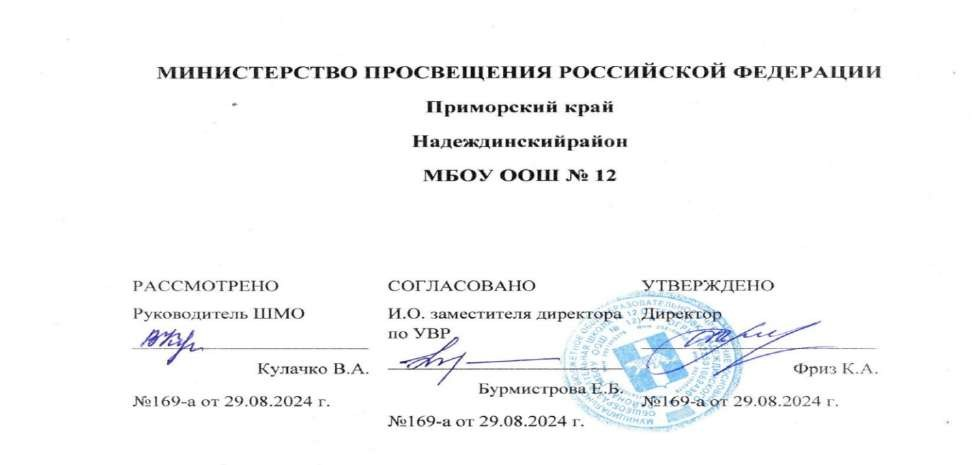 МИНИСТЕРСТВО ПРОСВЕЩЕНИЯ РОССИЙСКОЙ ФЕДЕРАЦИИ
Приморский край
Надеждинскийрайон
МБОУ ООШ № 12
РАССМОТРЕНО
Руководитель ШМО
Кулачко В.А.
№169-а от 29.08.2024 г.
СОГЛАСОВАНО
И.О. заместителя директора
по УВР
Бурмистрова Е.Б.
№169-а от 29.08.2024 г.
УТВЕРЖДЕНО
Директор
Фриз К.А.
№169-а от 29.08.2024 г.